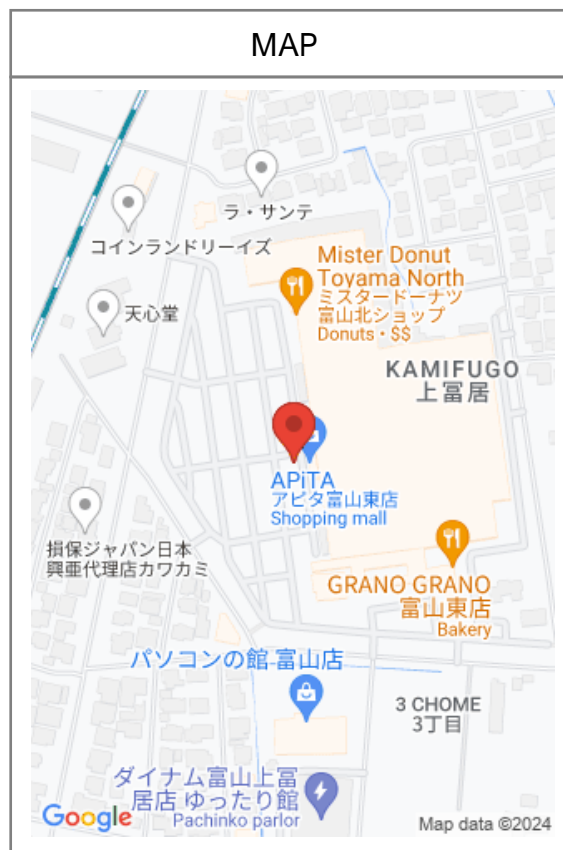 MAP
ラ・サンテ
コインランドリーイズ
Mister Donut
Toyama North
ミスタードーナツ
富山北ショップ
Donuts • $$
天心堂
KAMIFUGO
上冨居
APiTA
アピタ富山東店
Shopping mall
損保ジャパン日本
興亜代理店カワカミ
GRANO GRANO
富山東店
Bakery
パソコンの館 富山店
3 CHOME
3丁目
ダイナム富山上冨
居店 ゆったり館
Pachinko parlor
Google
Map data ©2024